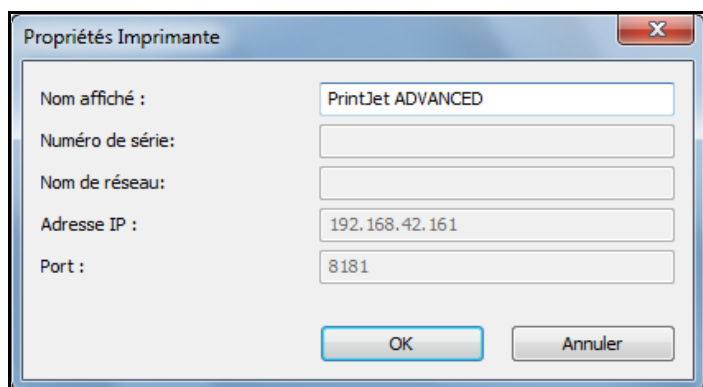 Propriétés Imprimante
Nom affiché : PrintJet ADVANCED
Numéro de série:
Nom de réseau:
Adresse IP : 192.168.42.161
Port : 8181
OK Annuler